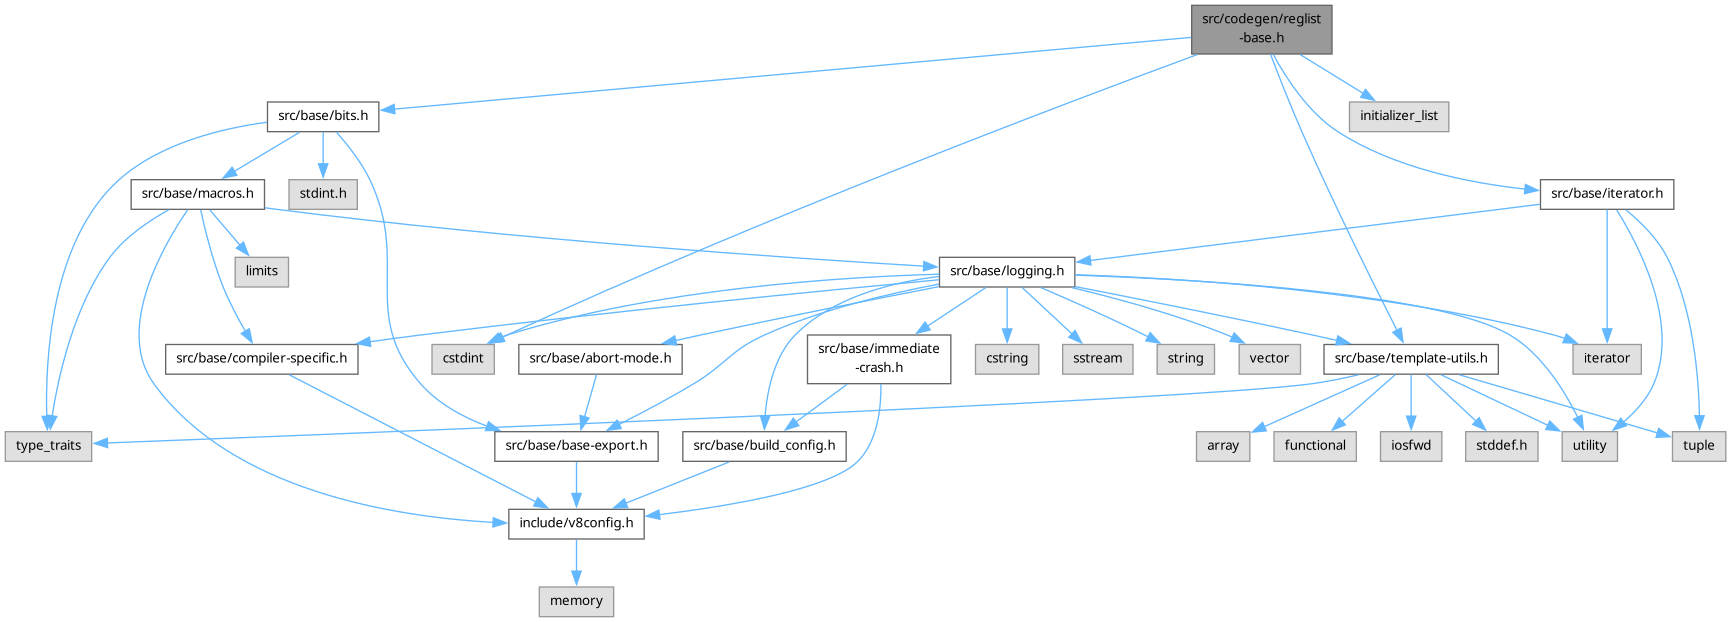 src/codegen/reglist
-base.h
src/base/bits.h
initializer_list
src/base/macros.h
stdint.h
src/base/iterator.h
limits
src/base/logging.h
src/base/compiler-specific.h
cstdint
src/base/abort-mode.h
src/base/immediate
-crash.h
cstring
sstream
string
vector
src/base/template-utils.h
iterator
type_traits
src/base/base-export.h
src/base/build_config.h
array
functional
iosfwd
stddef.h
utility
tuple
include/v8config.h
memory